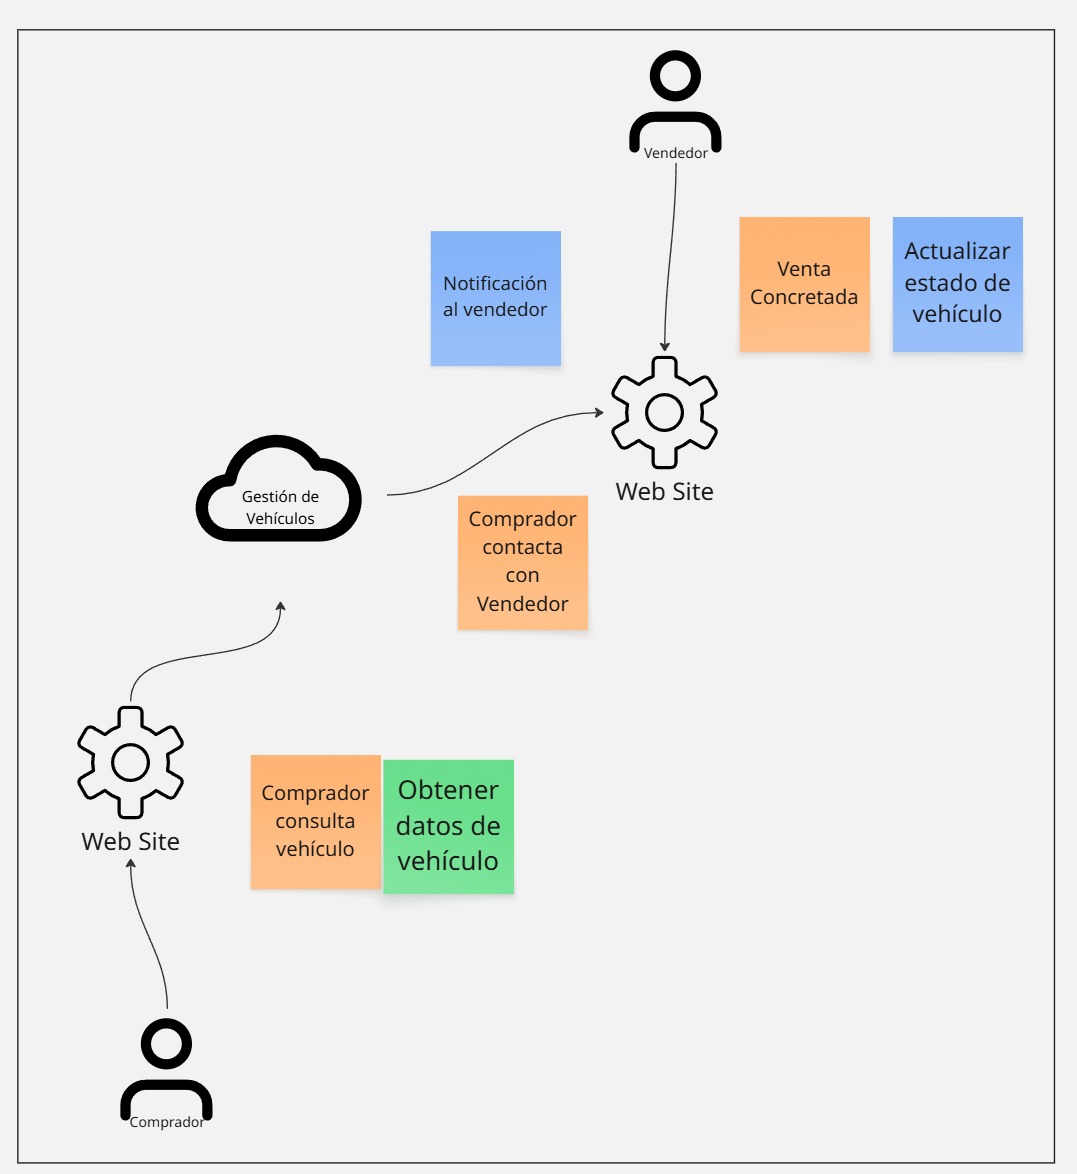 Vendedor
Notificación
al vendedor
Venta
Concretada
Actualizar
estado de
vehículo
Web Site
Gestión de
Vehículos
Comprador
contacta
con
Vendedor
Web Site
Comprador
consulta
vehículo
Obtener
datos de
vehículo
Comprador